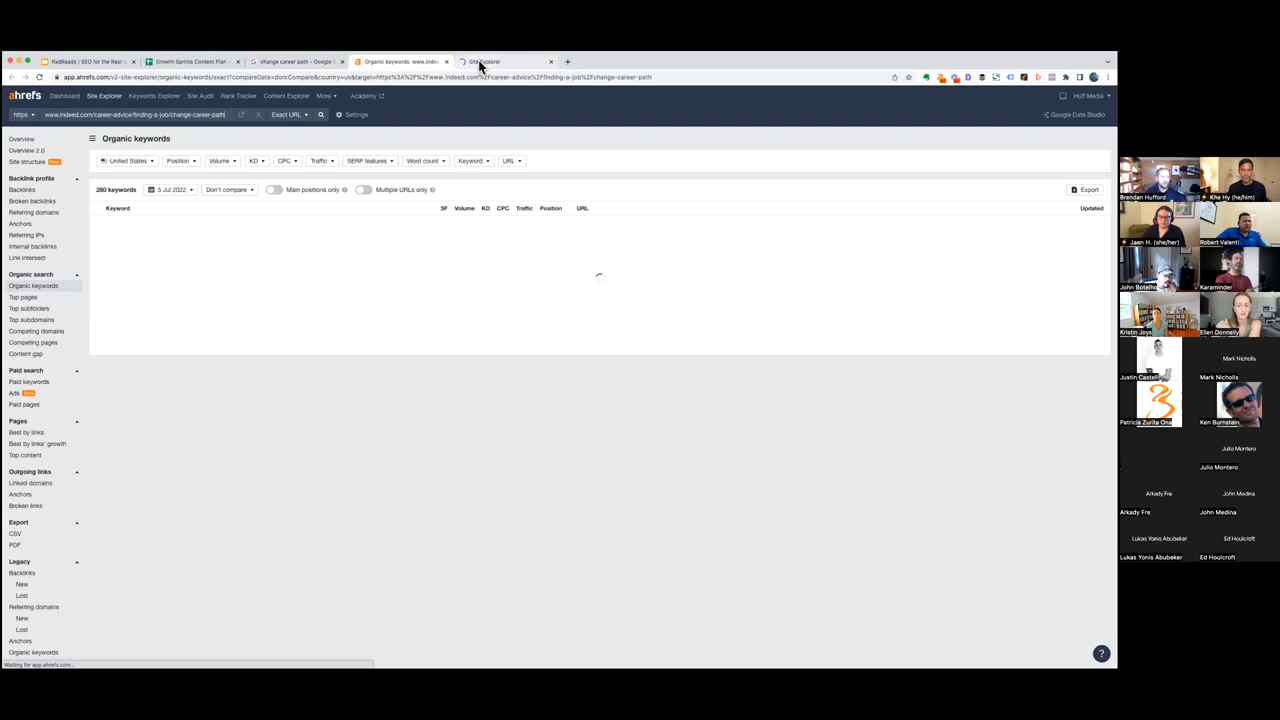 RadReads / SEO for the Rest o
Growth Sprints Content Plan -
change career path - Google S
Organic keywords: www.inde
Site Explorer
app.ahrefs.com/v2-site-explorer/organic-keywords/exact?compareDate=dontCompare&country=us&target=https%3A%2F%2Fwww.indeed.com%2Fcareer-advice%2Ffinding-a-job%2Fchange-career-path
ahrefs Dashboard Site Explorer Keywords Explorer Site Audit Rank Tracker Content Explorer More Academy Huff Media
https www.indeed.com/career-advice/finding-a-job/change-career-path Exact URL Settings Google Data Studio
Organic keywords
United States Position Volume KD CPC Traffic SERP features Word count Keyword URL
280 keywords 5 Jul 2022 Don't compare Main positions only Multiple URLs only Export
Keyword SF Volume KD CPC Traffic Position URL Updated
Overview
Overview 2.0
Site structure New
Backlink profile
Backlinks
Broken backlinks
Referring domains
Anchors
Referring IPs
Internal backlinks
Link intersect
Organic search
Organic keywords
Top pages
Top subfolders
Top subdomains
Competing domains
Competing pages
Content gap
Paid search
Paid keywords
Ads New
Paid pages
Pages
Best by links
Best by links' growth
Top content
Outgoing links
Linked domains
Anchors
Broken links
Export
CSV
PDF
Legacy
Backlinks
New
Lost
Referring domains
New
Lost
Anchors
Organic keywords
Waiting for app.ahrefs.com...
?
Brendan Hufford
Khe Hy (he/him)
Jaen H. (she/her)
Robert Valenti
John Botelho
Karaminder
Kristin Joys
Ellen Donnelly
Justin Castell
Mark Nicholls
Mark Nicholls
Patricia Zurita Ona
Ken Burnstein
Julio Montero
Julio Montero
Arkady Fre
John Medina
Arkady Fre
John Medina
Lukas Yonis Abubeker
Ed Houlcroft
Lukas Yonis Abubeker
Ed Houlcroft